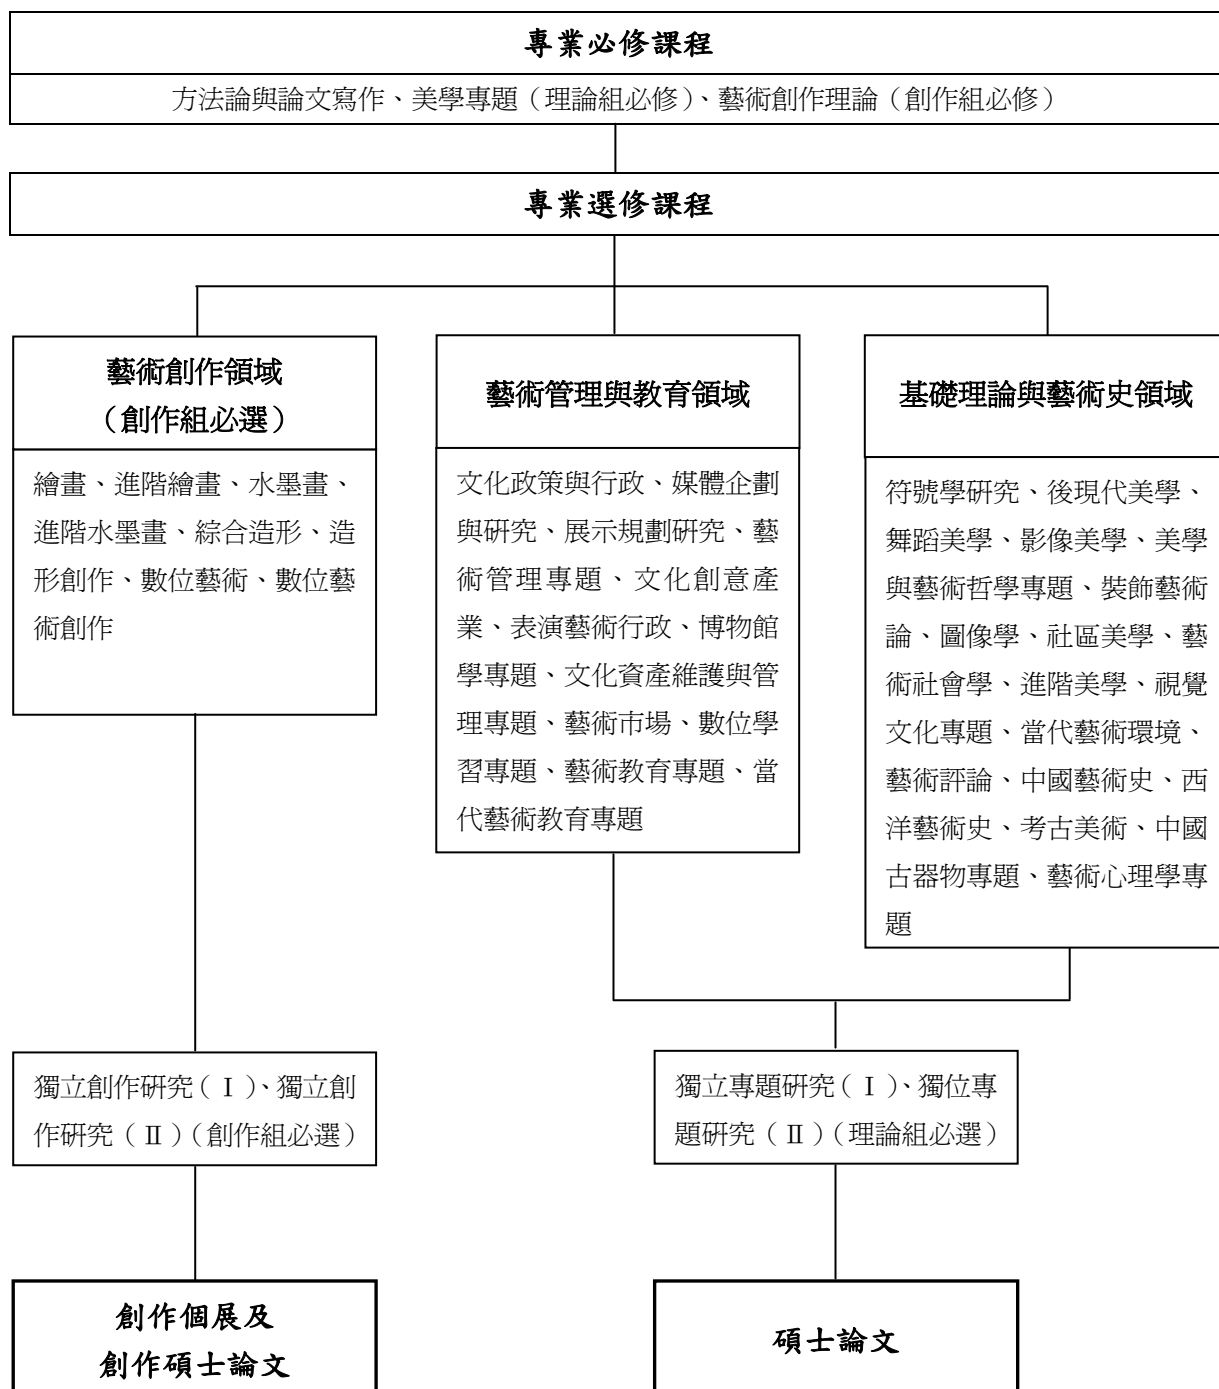 專業必修課程
方法論與論文寫作、美學專題（理論組必修）、藝術創作理論（創作組必修）
專業選修課程
藝術創作領域
（創作組必選）
繪畫、進階繪畫、水墨畫、
進階水墨畫、綜合造形、造
形創作、數位藝術、數位藝
術創作
藝術管理與教育領域
文化政策與行政、媒體企劃
與研究、展示規劃研究、藝
術管理專題、文化創意產
業、表演藝術行政、博物館
學專題、文化資產維護與管
理專題、藝術市場、數位學
習專題、藝術教育專題、當
代藝術教育專題
基礎理論與藝術史領域
符號學研究、後現代美學、
舞蹈美學、影像美學、美學
與藝術哲學專題、裝飾藝術
論、圖像學、社區美學、藝
術社會學、進階美學、視覺
文化專題、當代藝術環境、
藝術評論、中國藝術史、西
洋藝術史、考古美術、中國
古器物專題、藝術心理學專
題
獨立創作研究（Ⅰ）、獨立創
作研究（Ⅱ）（創作組必選）
獨立專題研究（Ⅰ）、獨位專
題研究（Ⅱ）（理論組必選）
創作個展及
創作碩士論文
碩士論文